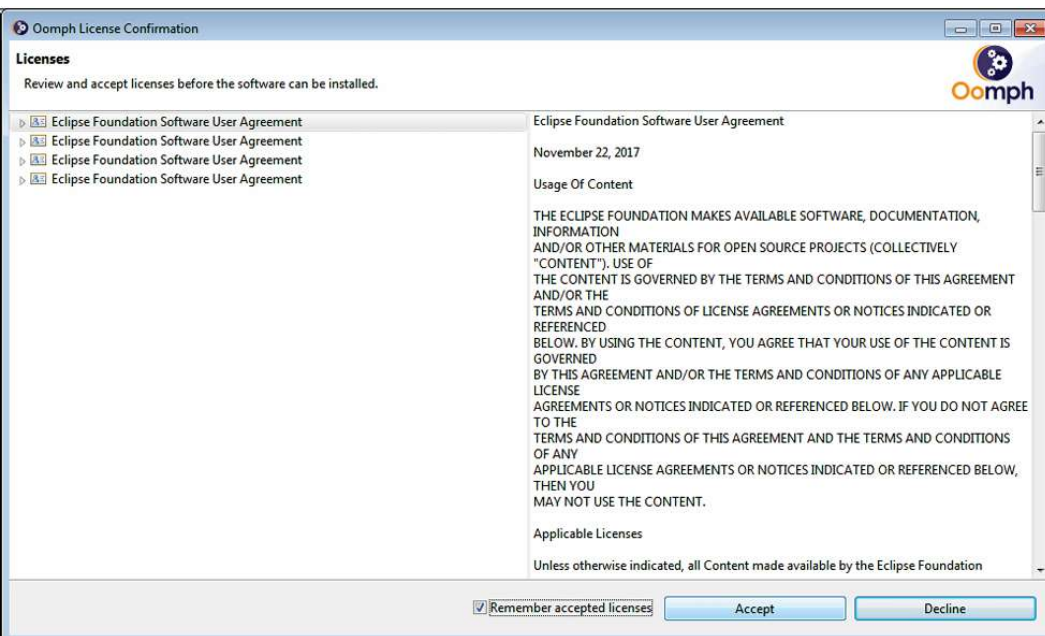 Oomph License Confirmation
Licenses
Review and accept licenses before the software can be installed.
Oomph
Eclipse Foundation Software User Agreement
Eclipse Foundation Software User Agreement
Eclipse Foundation Software User Agreement
Eclipse Foundation Software User Agreement
Eclipse Foundation Software User Agreement
November 22, 2017
Usage Of Content
THE ECLIPSE FOUNDATION MAKES AVAILABLE SOFTWARE, DOCUMENTATION,
INFORMATION
AND/OR OTHER MATERIALS FOR OPEN SOURCE PROJECTS (COLLECTIVELY
"CONTENT"). USE OF
THE CONTENT IS GOVERNED BY THE TERMS AND CONDITIONS OF THIS AGREEMENT
AND/OR THE
TERMS AND CONDITIONS OF LICENSE AGREEMENTS OR NOTICES INDICATED OR
REFERENCED
BELOW. BY USING THE CONTENT, YOU AGREE THAT YOUR USE OF THE CONTENT IS
GOVERNED
BY THIS AGREEMENT AND/OR THE TERMS AND CONDITIONS OF ANY APPLICABLE
LICENSE
AGREEMENTS OR NOTICES INDICATED OR REFERENCED BELOW. IF YOU DO NOT AGREE
TO THE
TERMS AND CONDITIONS OF THIS AGREEMENT AND THE TERMS AND CONDITIONS
OF ANY
APPLICABLE LICENSE AGREEMENTS OR NOTICES INDICATED OR REFERENCED BELOW,
THEN YOU
MAY NOT USE THE CONTENT.
Applicable Licenses
Unless otherwise indicated, all Content made available by the Eclipse Foundation
Remember accepted licenses
Accept
Decline